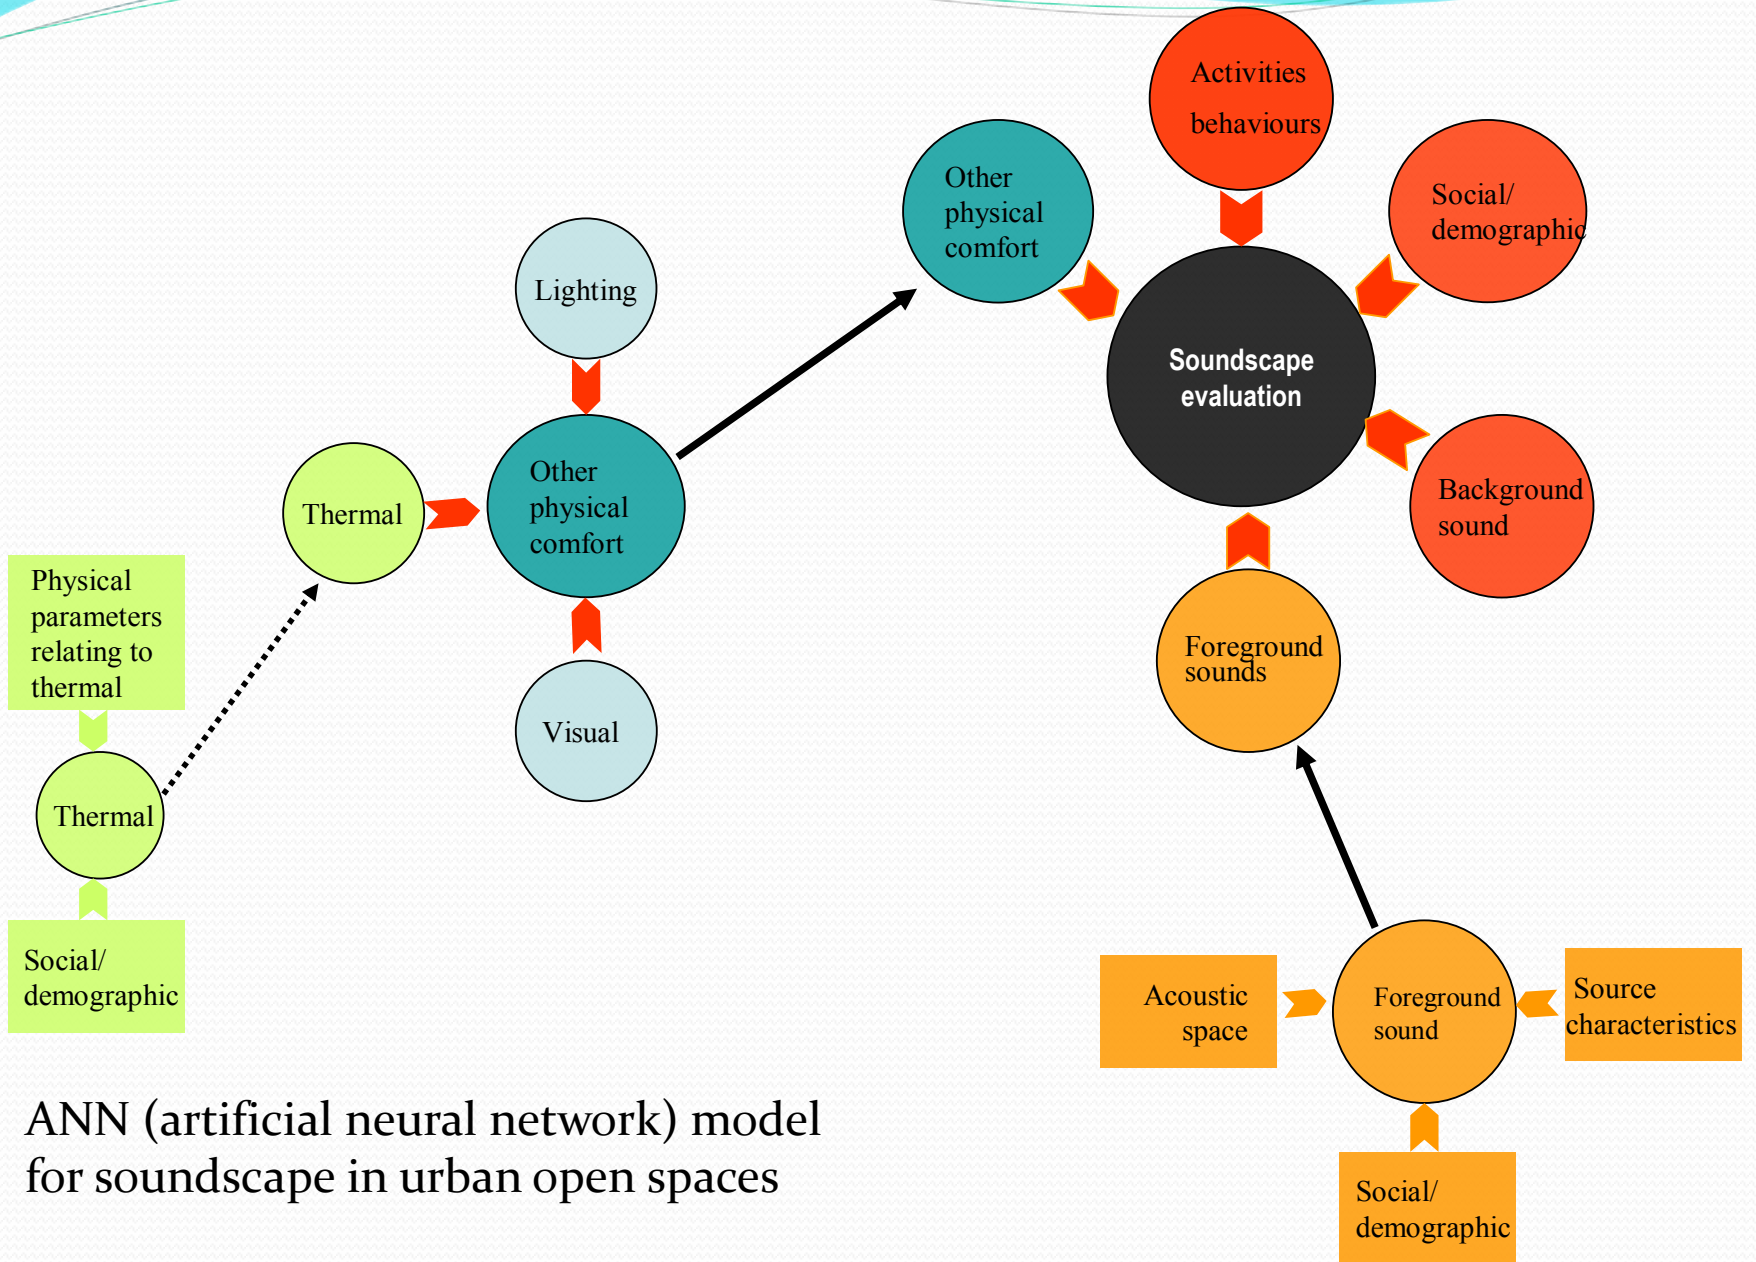 Activities
behaviours
Other
physical
comfort
Social/
demographic
Lighting
Soundscape
evaluation
Thermal
Other
physical
comfort
Background
sound
Physical
parameters
relating to
thermal
Foreground
sounds
Visual
Thermal
Social/
demographic
Acoustic
space
Foreground
sound
Source
characteristics
Social/
demographic
ANN (artificial neural network) model
for soundscape in urban open spaces